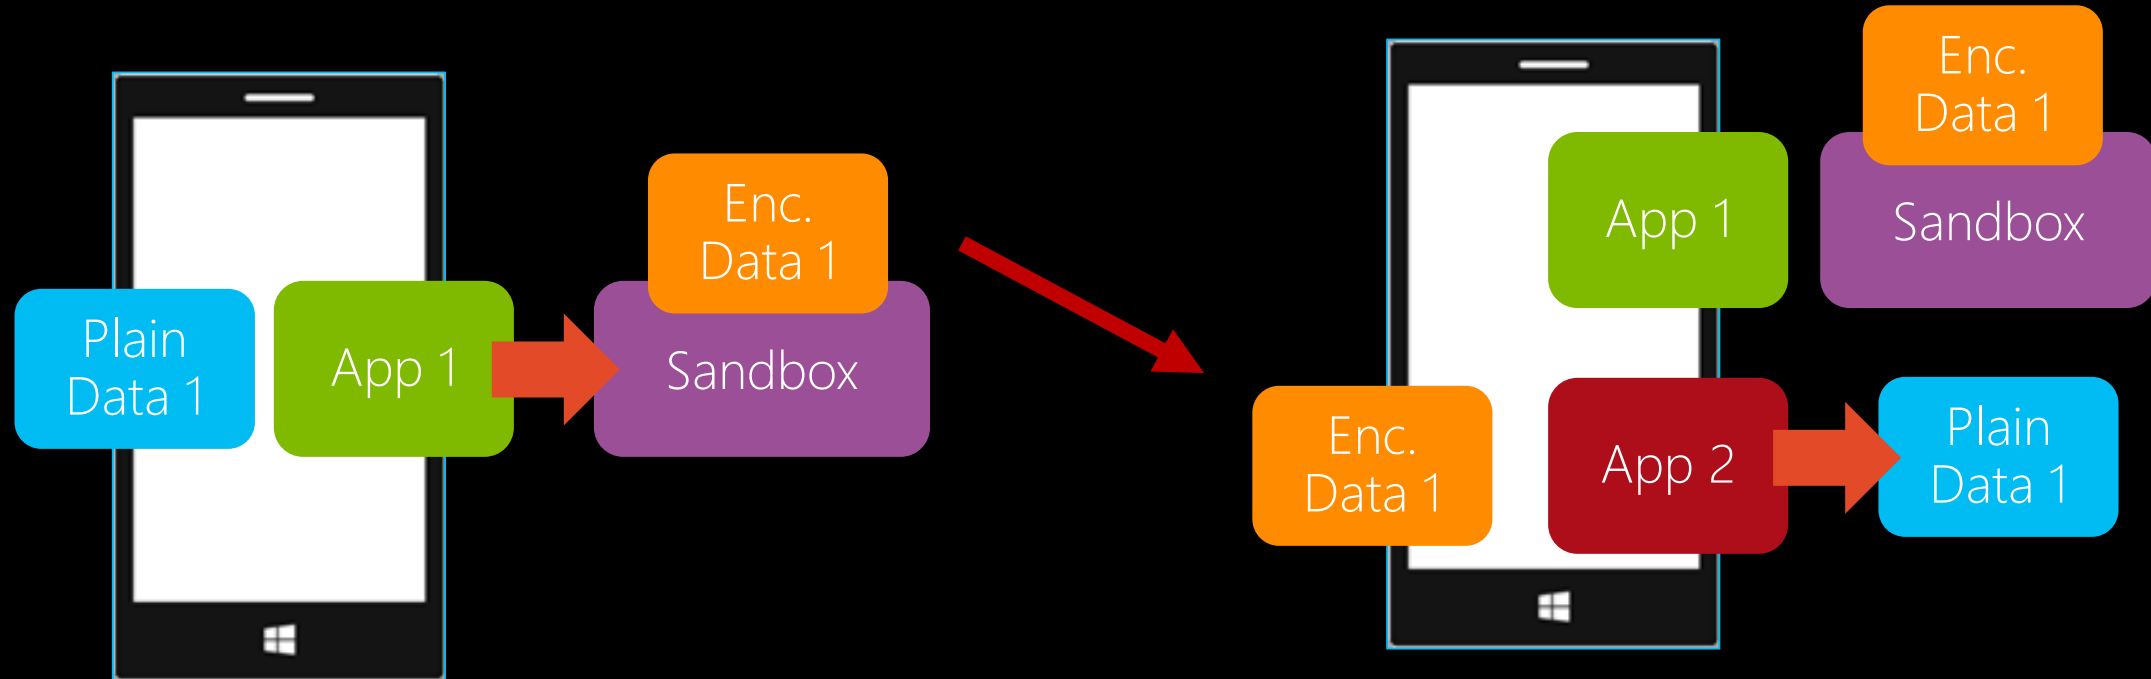 Plain
Data 1
App 1
Enc.
Data 1
Sandbox
Enc.
Data 1
App 1
Sandbox
Enc.
Data 1
App 2
Plain
Data 1